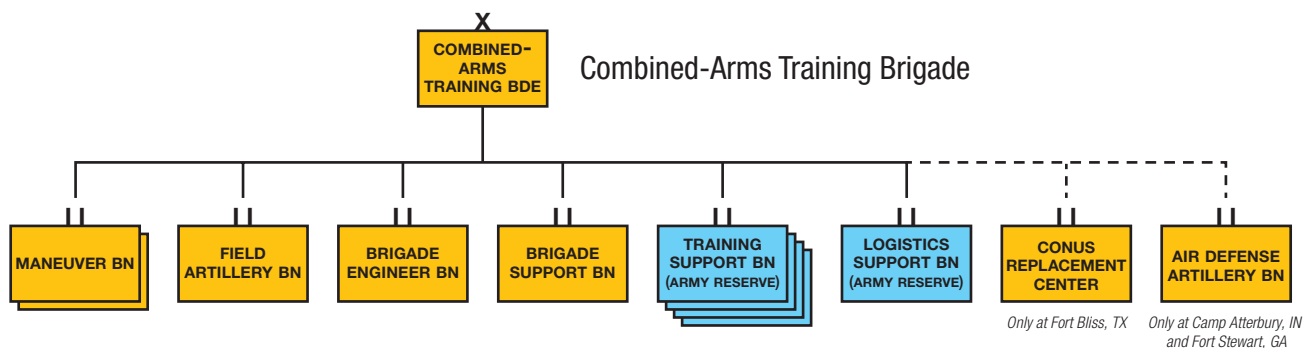 X
COMBINED-
ARMS
TRAINING BDE
Combined-Arms Training Brigade
MANEUVER BN
FIELD
ARTILLERY BN
BRIGADE
ENGINEER BN
BRIGADE
SUPPORT BN
TRAINING
SUPPORT BN
(ARMY RESERVE)
LOGISTICS
SUPPORT BN
(ARMY RESERVE)
CONUS
REPLACEMENT
CENTER
AIR DEFENSE
ARTILLERY BN
Only at Fort Bliss, TX
Only at Camp Atterbury, IN
and Fort Stewart, GA